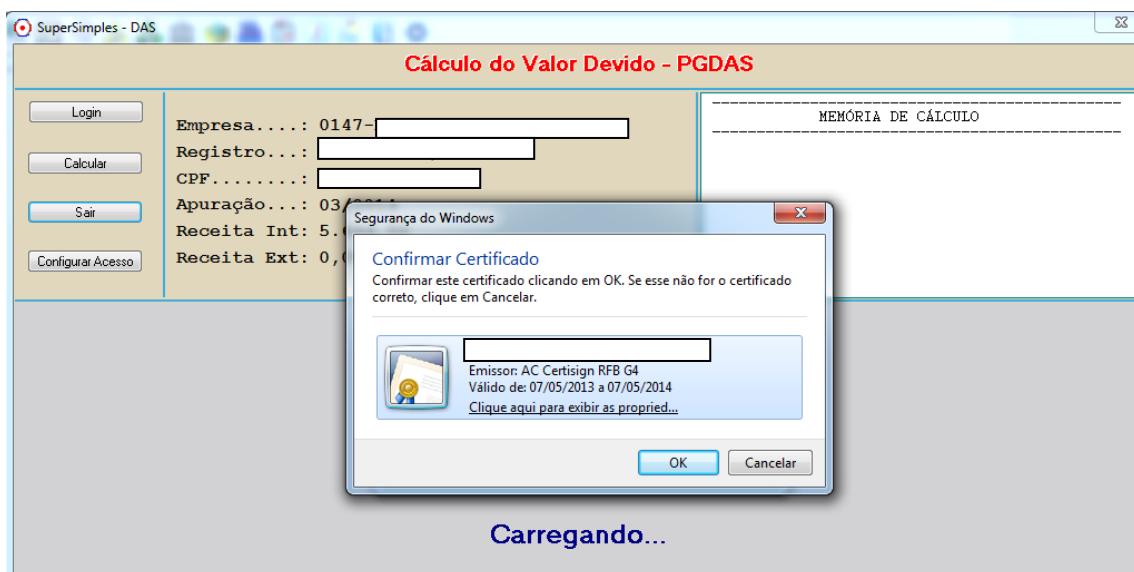 SuperSimples - DAS
Cálculo do Valor Devido - PGDAS
Login
Calcular
Sair
Configurar Acesso
Empresa....: 0147-
Registro...:
CPF........:
Apuração...: 03/2014
Receita Int: 5.
Receita Ext: 0,
MEMÓRIA DE CÁLCULO
Segurança do Windows
Confirmar Certificado
Confirmar este certificado clicando em OK. Se esse não for o certificado
correto, clique em Cancelar.
Emissor: AC Certisign RFB G4
Válido de: 07/05/2013 a 07/05/2014
Clique aqui para exibir as propried...
OK
Cancelar
Carregando...